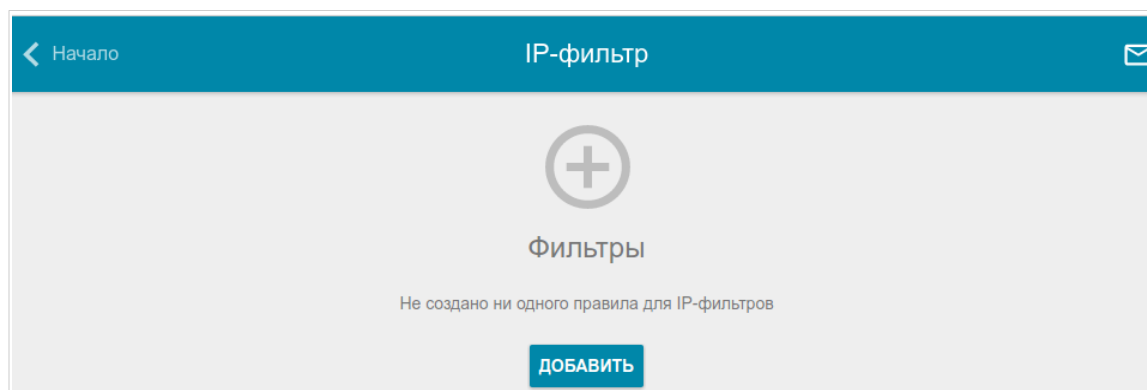 Начало
IP-фильтр
Фильтры
Не создано ни одного правила для IP-фильтров
ДОБАВИТЬ